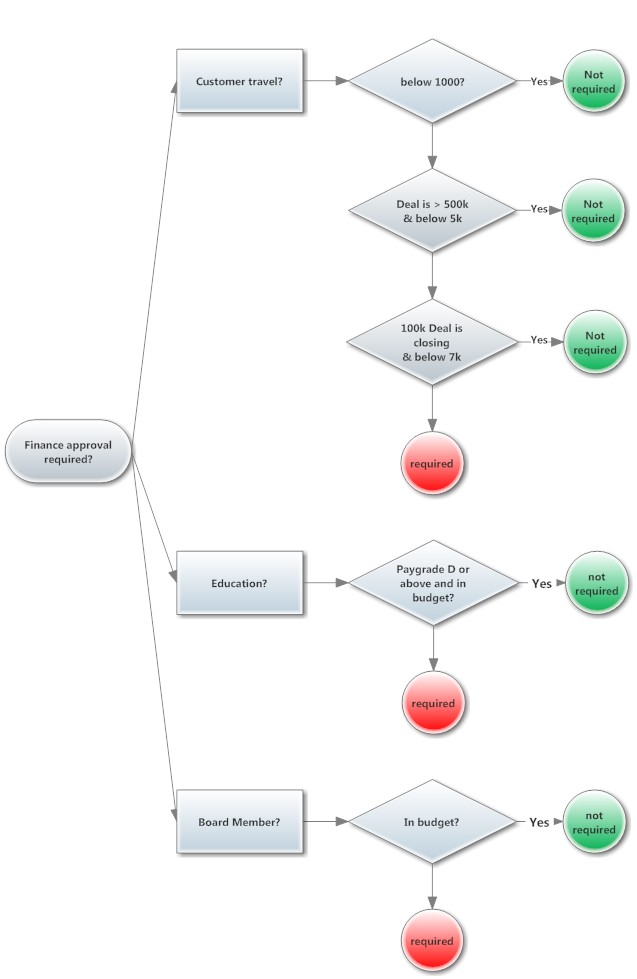 Customer travel?
below 1000?
Yes
Not
required
Deal is > 500k
& below 5k
Yes
Not
required
100k Deal is
closing
& below 7k
Yes
Not
required
required
Finance approval
required?
Education?
Paygrade D or
above and in
budget?
Yes
not
required
required
Board Member?
In budget?
Yes
not
required
required